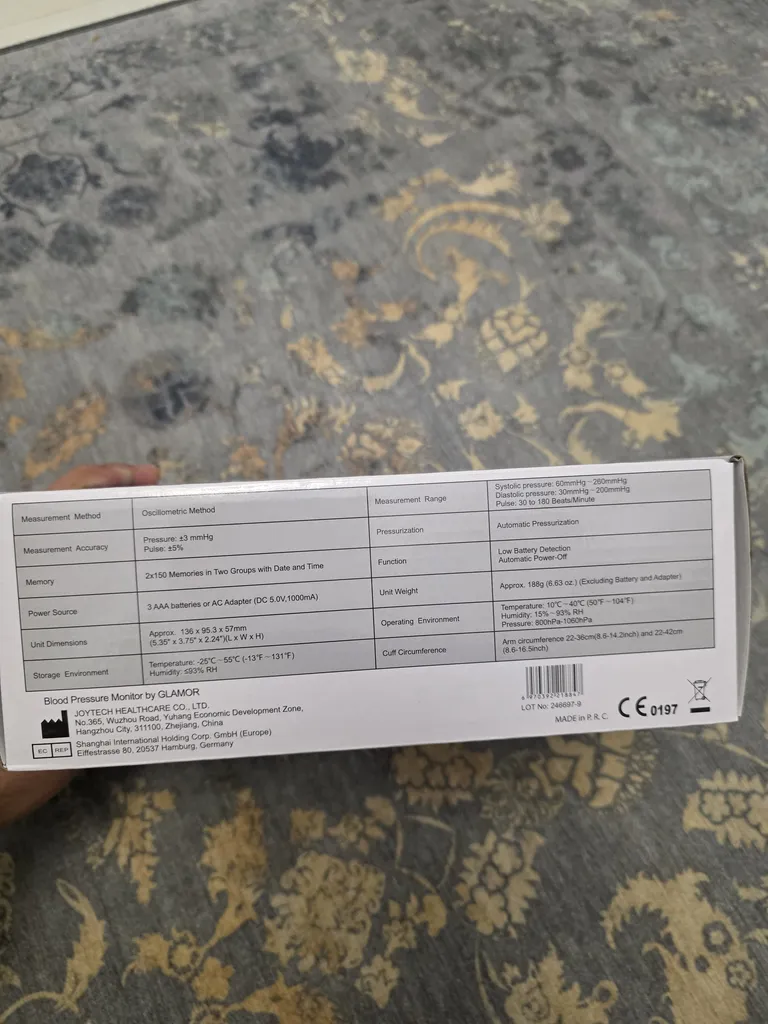 Measurement Method
Oscillometric Method
Measurement Range
Systolic pressure: 60mmHg~260mmHg
Diastolic pressure: 30mmHg~200mmHg
Pulse: 30 to 180 Beats/Minute
Measurement Accuracy
Pressure: ±3 mmHg
Pulse: ±5%
Pressurization
Automatic Pressurization
Memory
2x150 Memories in Two Groups with Date and Time
Function
Low Battery Detection
Automatic Power-Off
Power Source
3 AAA batteries or AC Adapter (DC 5.0V,1000mA)
Unit Weight
Approx. 188g (6.63 oz.) (Excluding Battery and Adapter)
Unit Dimensions
Approx. 136 x 95.3 x 57mm
(5.35" x 3.75" x 2.24")(L x W x H)
Operating Environment
Temperature: 10°C~40°C (50°F~104°F)
Humidity: 15%~93% RH
Pressure: 800hPa-1060hPa
Storage Environment
Temperature: -25°C~55°C (-13°F~131°F)
Humidity: ≤93% RH
Cuff Circumference
Arm circumference 22-36cm(8.6-14.2inch) and 22-42cm
(8.6-16.5inch)
Blood Pressure Monitor by GLAMOR
JOYTECH HEALTHCARE CO., LTD.
No.365, Wuzhou Road, Yuhang Economic Development Zone,
Hangzhou City, 311100, Zhejiang, China
EC REP
Shanghai International Holding Corp. GmbH (Europe)
Eiffestrasse 80, 20537 Hamburg, Germany
LOT No: 246697-9
MADE in P. R. C.
CE 0197